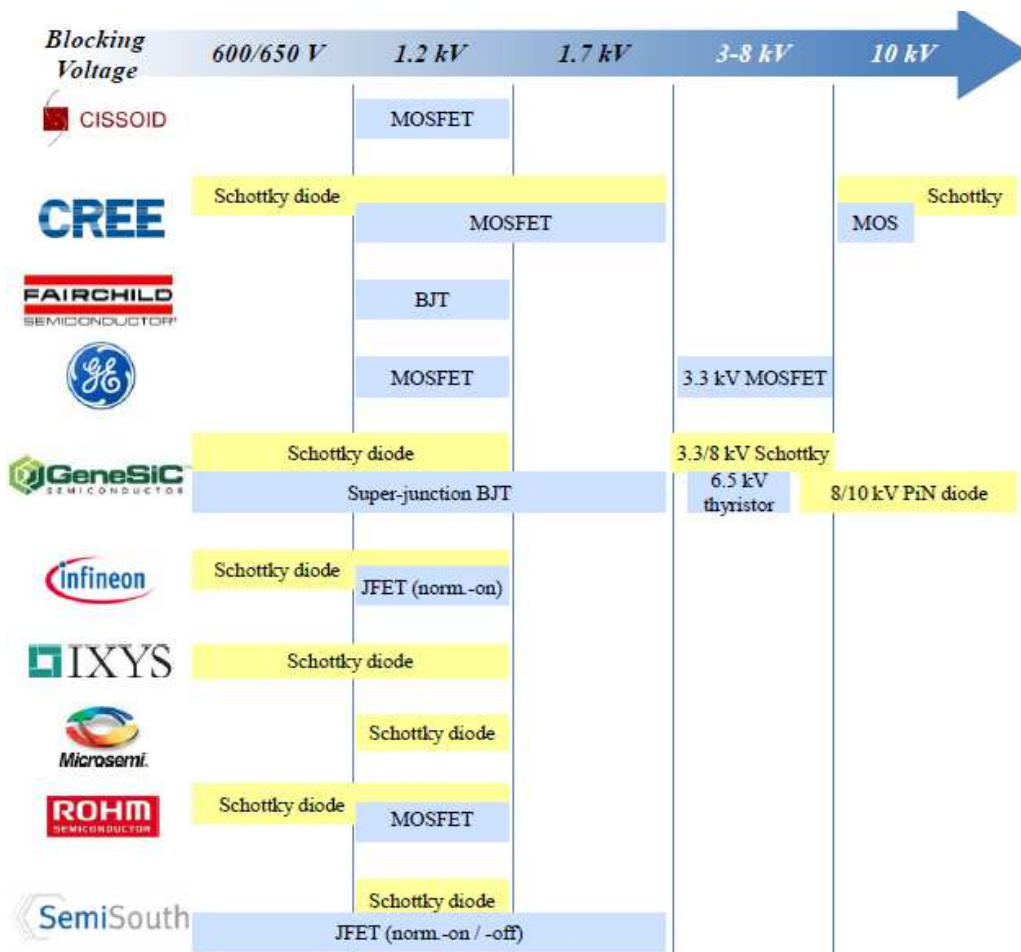 Blocking
Voltage
600/650 V
1.2 kV
1.7 kV
3-8 kV
10 kV
CISSOID
MOSFET
CREE
Schottky diode
MOSFET
Schottky
MOS
FAIRCHILD
SEMICONDUCTOR
BJT
GE
MOSFET
3.3 kV MOSFET
GeneSiC
SEMICONDUCTOR
Schottky diode
3.3/8 kV Schottky
Super-junction BJT
6.5 kV
thyristor
8/10 kV PiN diode
infineon
Schottky diode
JFET (norm.-on)
IXYS
Schottky diode
Microsemi.
Schottky diode
ROHM
SEMICONDUCTOR
Schottky diode
MOSFET
SemiSouth
Schottky diode
JFET (norm.-on / -off)